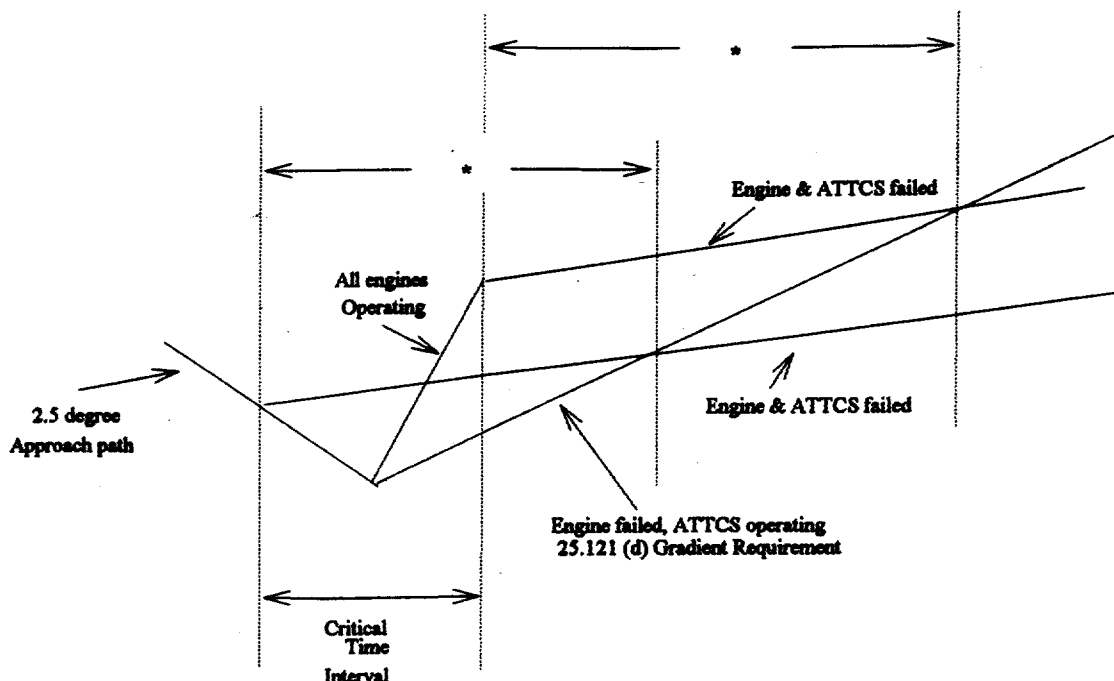 *
*
Engine & ATTCS failed
All engines
Operating
2.5 degree
Approach path
Engine & ATTCS failed
Engine failed, ATTCS operating
25.121 (d) Gradient Requirement
Critical
Time
Interval